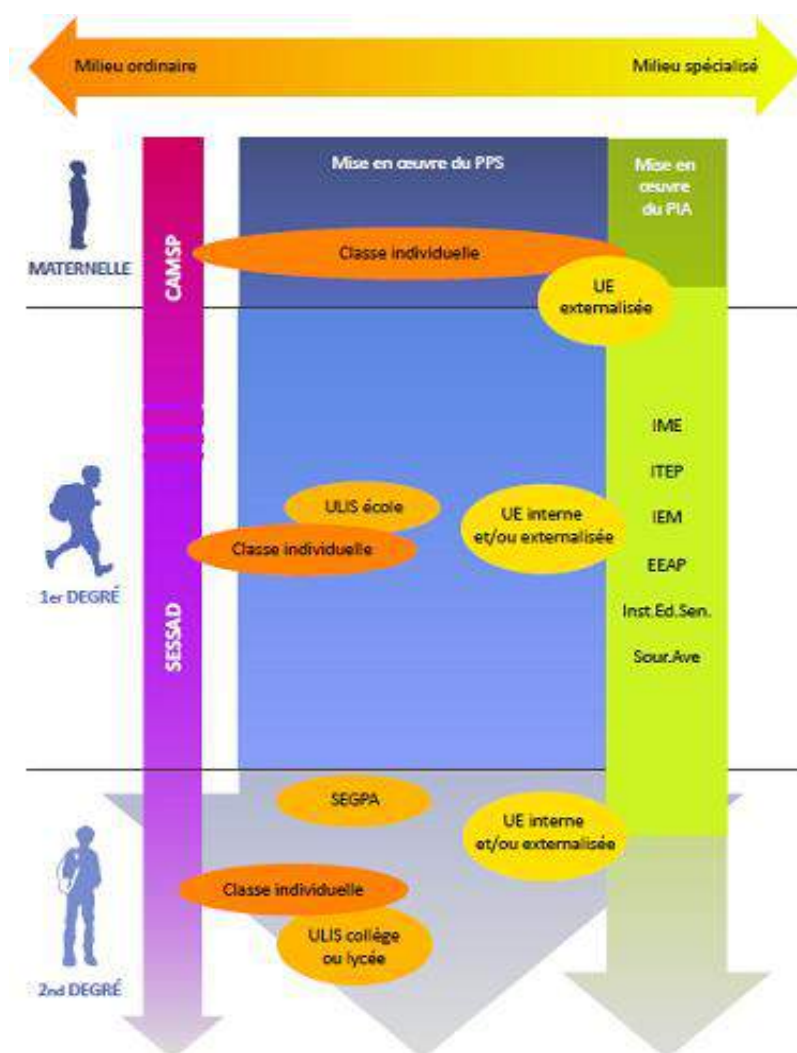 Milieu ordinaire
Milieu spécialisé
Mise en œuvre du PPS
Mise en
œuvre
du PIA
MATERNELLE
CAMSP
Classe individuelle
UE
externalisée
IME
ITEP
IEM
EEAP
Inst.Ed.Sen.
Sour.Ave
ULIS école
Classe individuelle
UE interne
et/ou externalisée
1er DEGRÉ
SESSAD
SEGPA
UE interne
et/ou externalisée
Classe individuelle
ULIS collège
ou lycée
2nd DEGRÉ